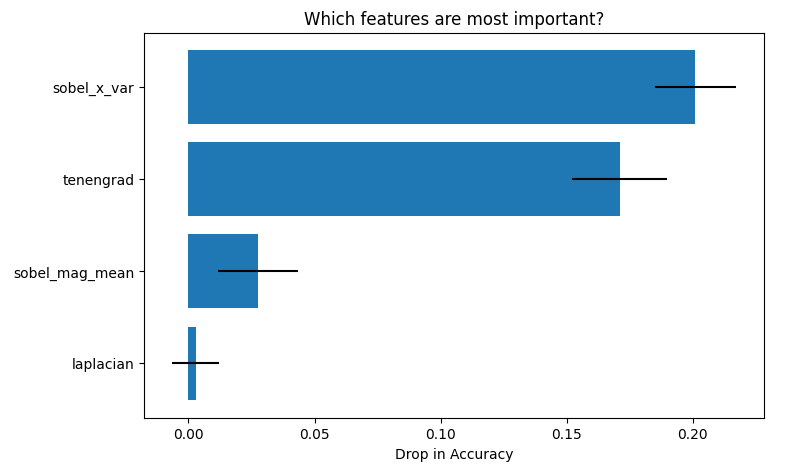 Which features are most important?
sobel_x_var
tenengrad
sobel_mag_mean
laplacian
0.00 0.05 0.10 0.15 0.20
Drop in Accuracy